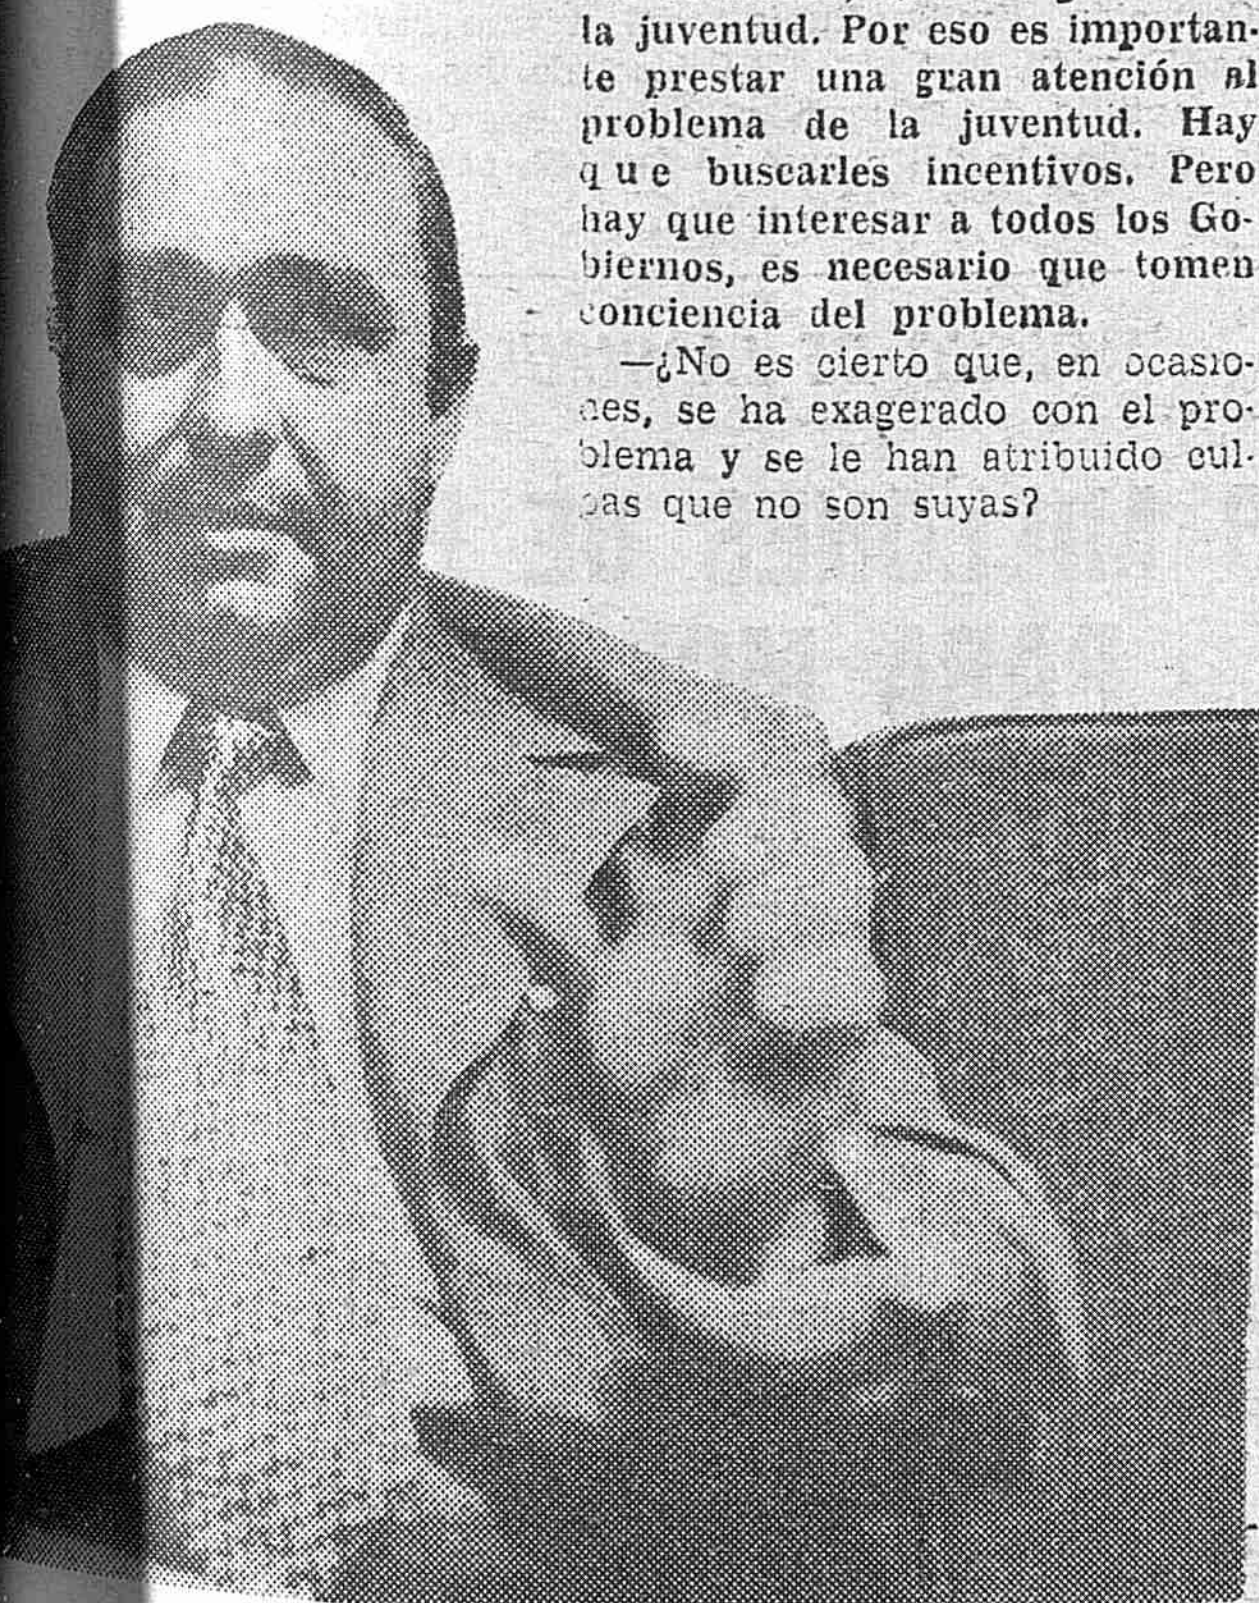 la juventud. Por eso es importan-
te prestar una gran atención al
problema de la juventud. Hay
que buscarles incentivos. Pero
hay que interesar a todos los Go-
biernos, es necesario que tomen
conciencia del problema.
—¿No es cierto que, en ocasio-
nes, se ha exagerado con el pro-
blema y se le han atribuido cul-
pas que no son suyas?